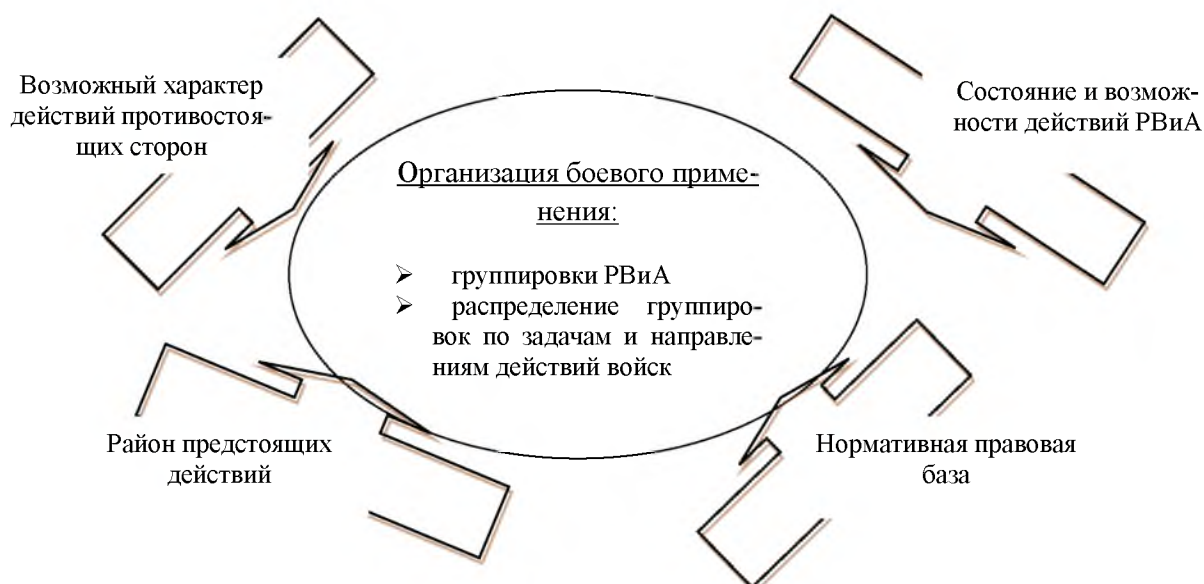 Возможный характер
действий противостоя-
щих сторон
Состояние и возмож-
ности действий РВиА
Организация боевого приме-
нения:
➢ группировки РВиА
➢ распределение группиро-
вок по задачам и направле-
ниям действий войск
Район предстоящих
действий
Нормативная правовая
база